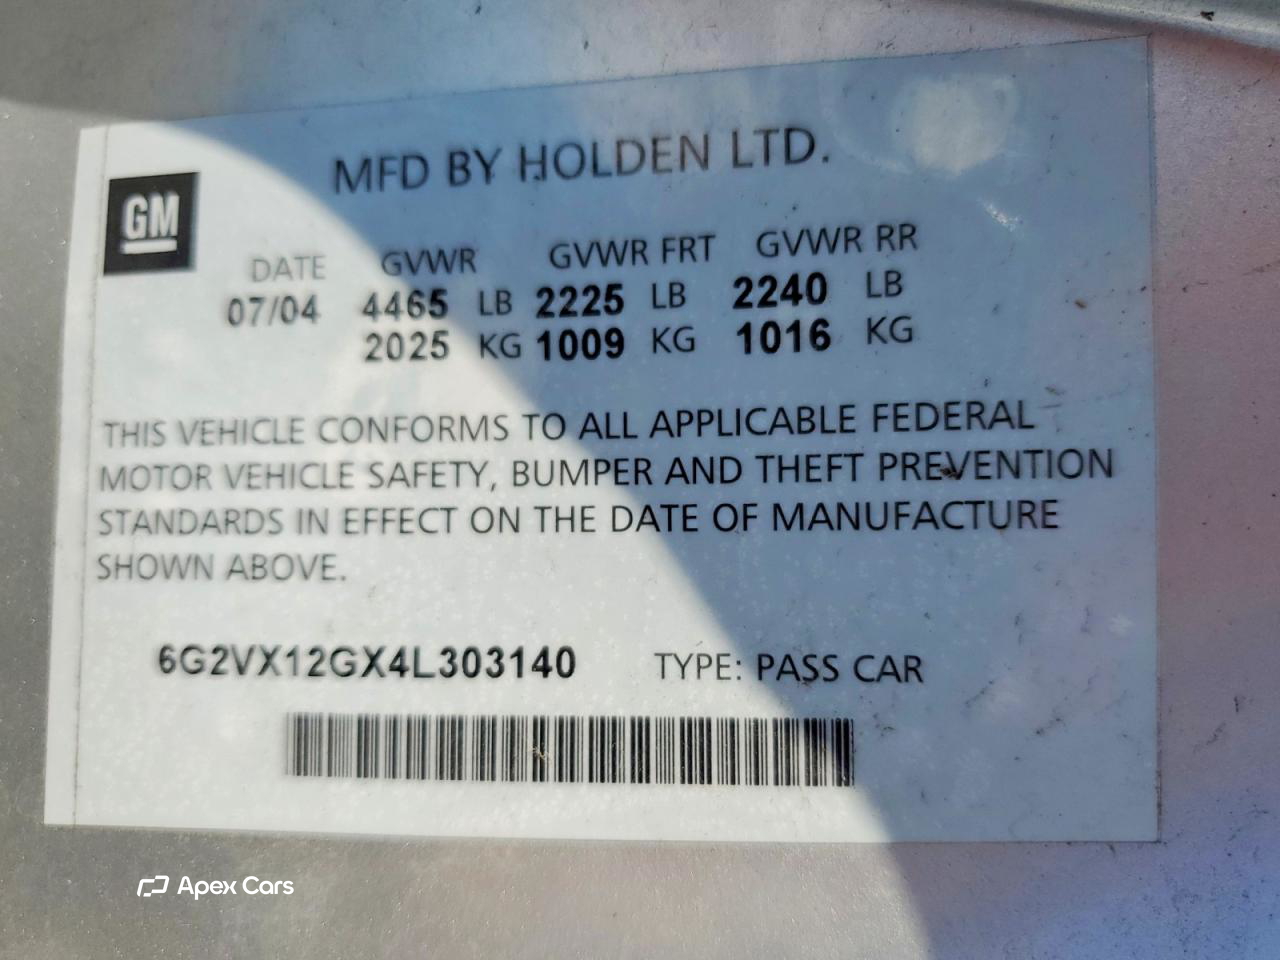 MFD BY HOLDEN LTD.
GM
DATE GVWR GVWR FRT GVWR RR
07/04 4465 LB 2225 LB 2240 LB
2025 KG 1009 KG 1016 KG
THIS VEHICLE CONFORMS TO ALL APPLICABLE FEDERAL
MOTOR VEHICLE SAFETY, BUMPER AND THEFT PREVENTION
STANDARDS IN EFFECT ON THE DATE OF MANUFACTURE
SHOWN ABOVE.
6G2VX12GX4L303140 TYPE: PASS CAR
Apex Cars